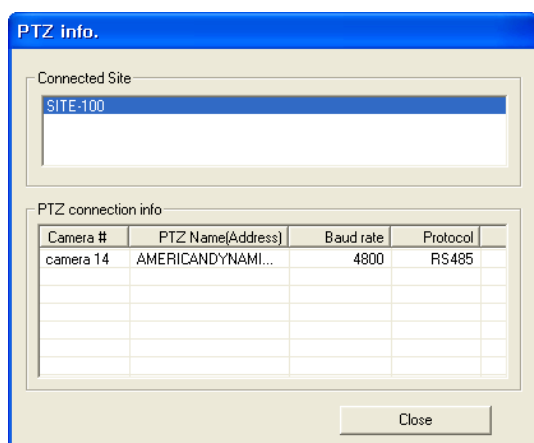 PTZ info.
Connected Site
SITE-100
PTZ connection info
Camera # PTZ Name(Address) Baud rate Protocol
camera 14 AMERICANDYNAMI... 4800 RS485
Close